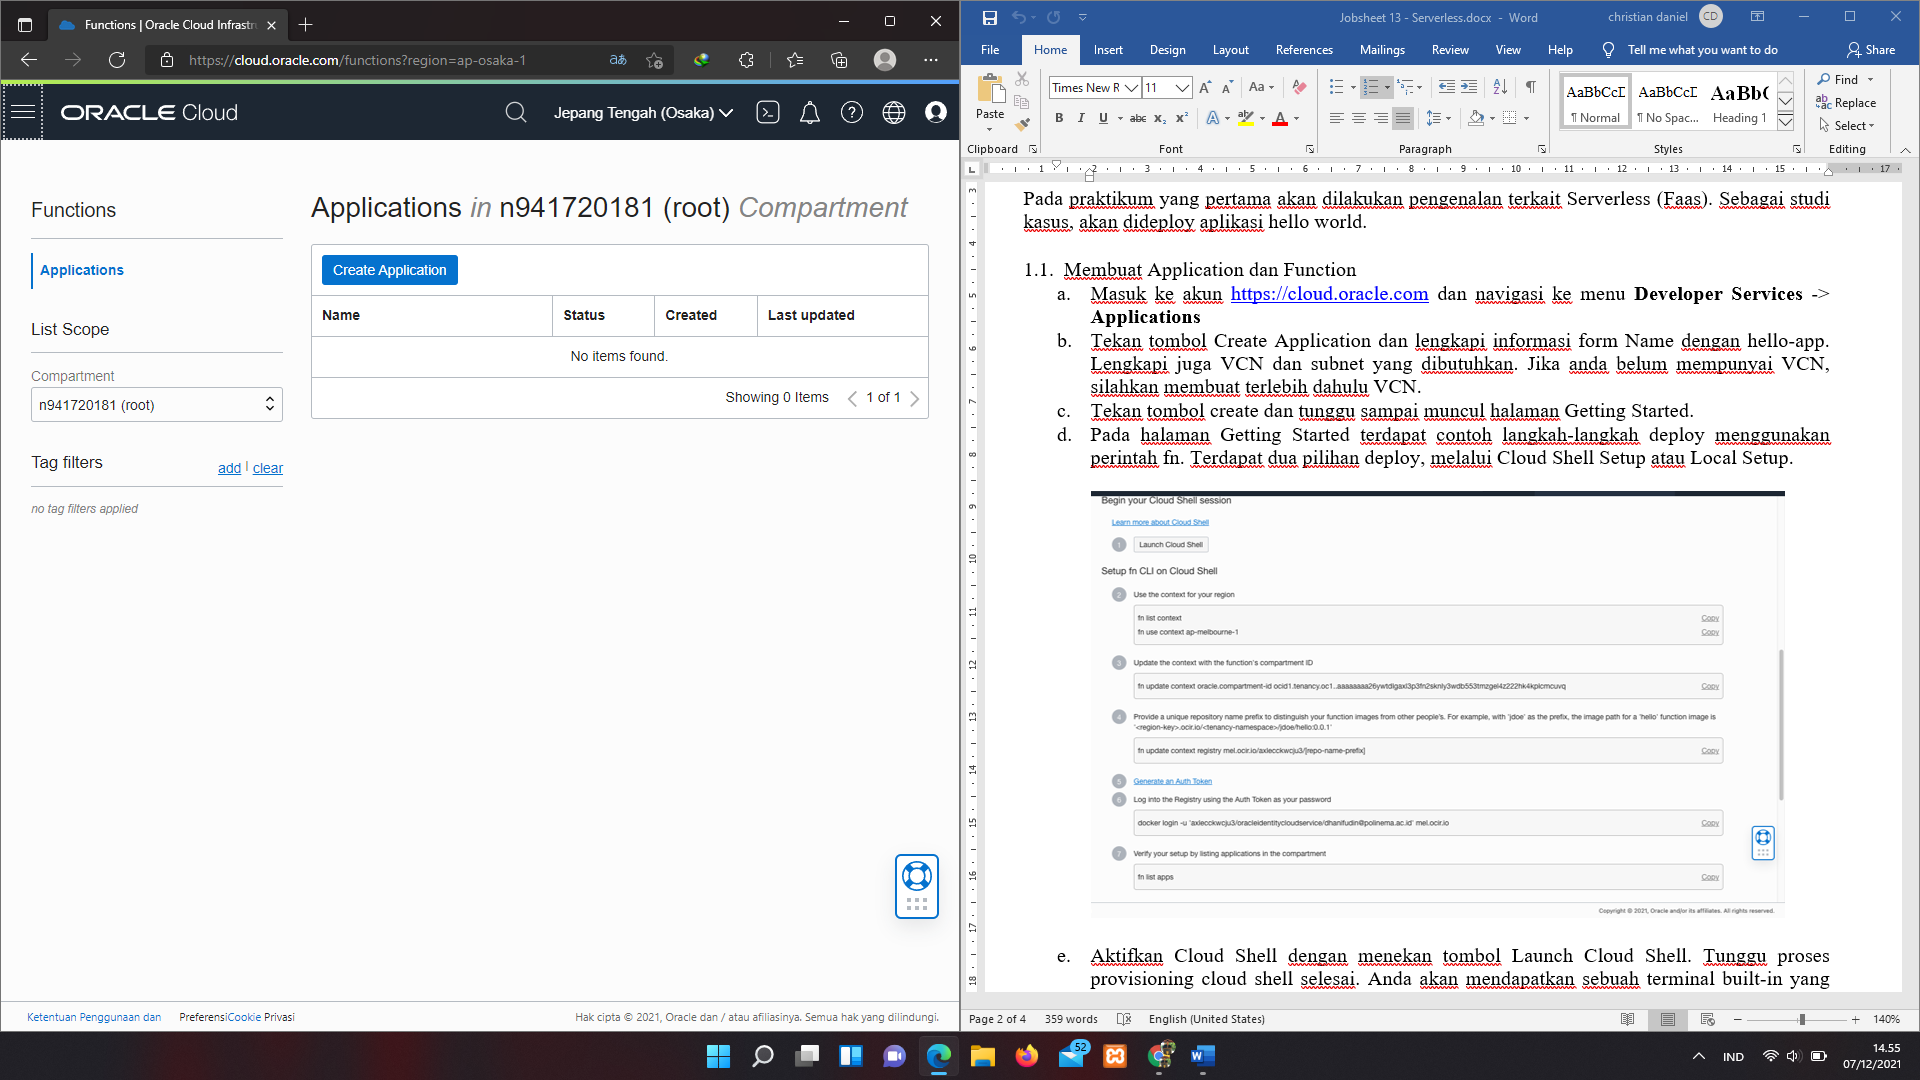 Functions | Oracle Cloud Infrastr
https://cloud.oracle.com/functions?region=ap-osaka-1
ORACLE Cloud
Jepang Tengah (Osaka)
Functions
Applications
List Scope
Compartment
n941720181 (root)
Tag filters
add | clear
no tag filters applied
Applications in n941720181 (root) Compartment
Create Application
Name Status Created Last updated
No items found.
Showing 0 Items 1 of 1
Ketentuan Penggunaan dan PreferensiCookie Privasi
Hak cipta © 2021, Oracle dan / atau afiliasinya. Semua hak yang dilindungi.
Jobsheet 13 - Serverless.docx - Word
christian daniel CD
File Home Insert Design Layout References Mailings Review View Help Tell me what you want to do Share
Paste
Times New R 11
Clipboard Font Paragraph Styles Editing
AaBbCcD AaBbCcD AaBb(
¶ Normal ¶ No Spac... Heading 1
Find
Replace
Select
Pada praktikum yang pertama akan dilakukan pengenalan terkait Serverless (Faas). Sebagai studi
kasus, akan dideploy aplikasi hello world.
1.1. Membuat Application dan Function
a. Masuk ke akun https://cloud.oracle.com dan navigasi ke menu Developer Services ->
Applications
b. Tekan tombol Create Application dan lengkapi informasi form Name dengan hello-app.
Lengkapi juga VCN dan subnet yang dibutuhkan. Jika anda belum mempunyai VCN,
silahkan membuat terlebih dahulu VCN.
c. Tekan tombol create dan tunggu sampai muncul halaman Getting Started.
d. Pada halaman Getting Started terdapat contoh langkah-langkah deploy menggunakan
perintah fn. Terdapat dua pilihan deploy, melalui Cloud Shell Setup atau Local Setup.
Begin your Cloud Shell session
Learn more about Cloud Shell
1 Launch Cloud Shell
Setup fn CLI on Cloud Shell
2 Use the context for your region
fn list context Copy
fn use context ap-melbourne-1 Copy
3 Update the context with the function's compartment ID
fn update context oracle.compartment-id Copy
4 Provide a unique repository name prefix to distinguish your function images from other people's. For example, with 'jdoe' as the prefix, the image path for a 'hello' function image is
'<region-key>.ocir.io/<tenancy-namespace>/jdoe/hello:0.0.1'
fn update context registry mel.ocir.io/axlecckwcju3/[repo-name-prefix] Copy
5 Generate an Auth Token
6 Log into the Registry using the Auth Token as your password
docker login -u 'axlecckwcju3/oracleidentitycloudservice/dhanifudin@polinema.ac.id' mel.ocir.io Copy
7 Verify your setup by listing applications in the compartment
fn list apps Copy
Copyright © 2021, Oracle and/or its affiliates. All rights reserved.
e. Aktifkan Cloud Shell dengan menekan tombol Launch Cloud Shell. Tunggu proses
provisioning cloud shell selesai. Anda akan mendapatkan sebuah terminal built-in yang
Page 2 of 4 359 words English (United States) 140%
52
IND
14.55
07/12/2021